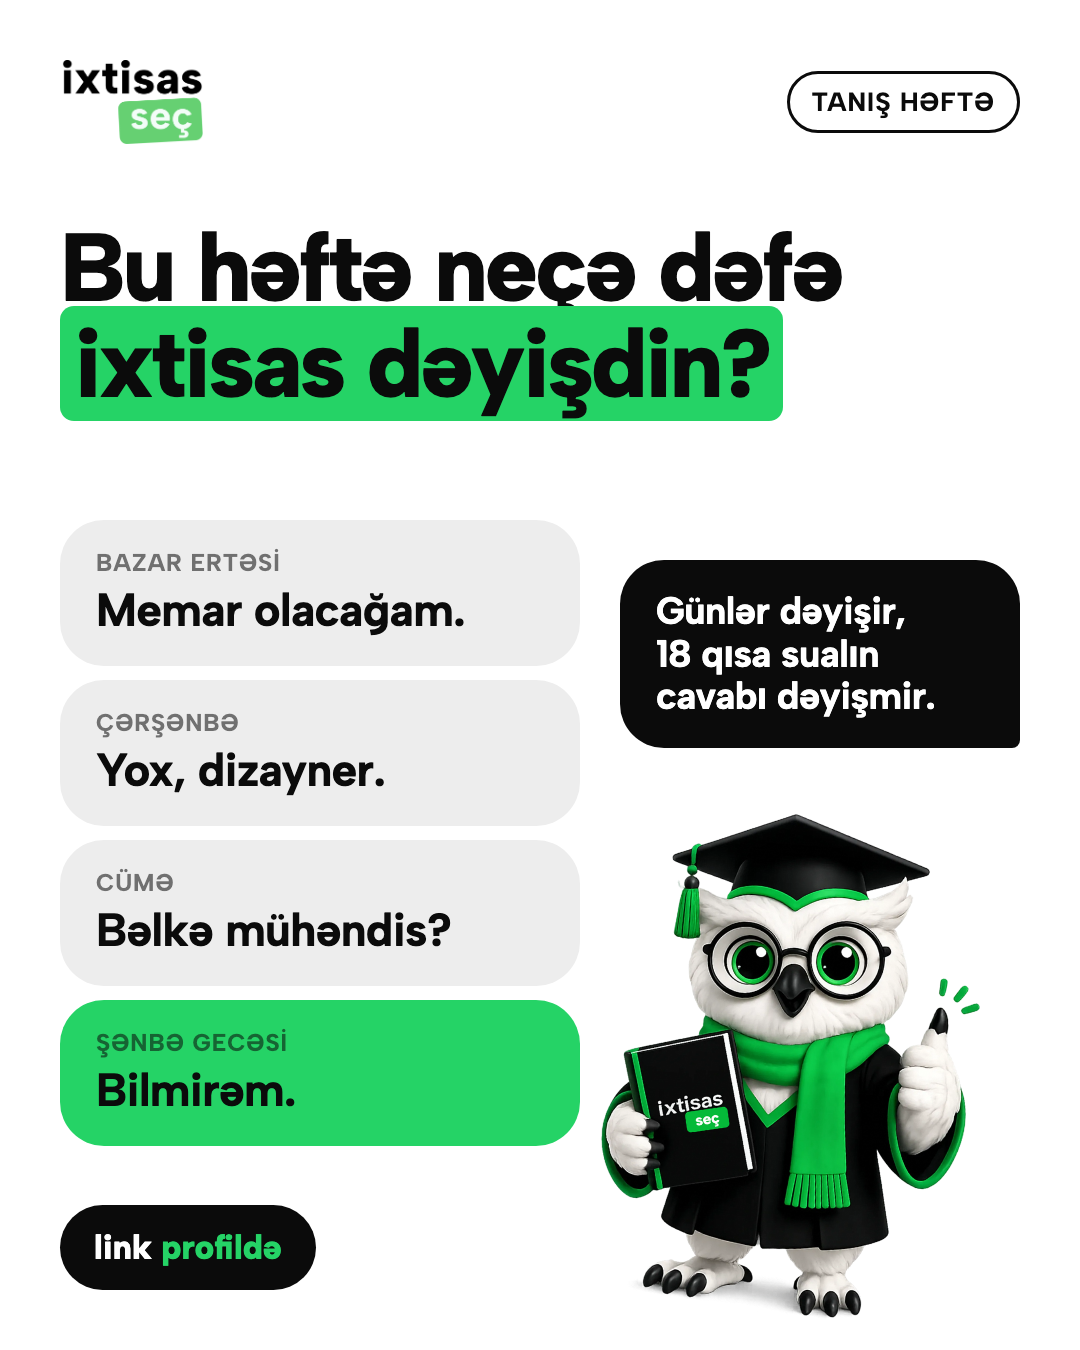 ixtisas
seç
TANIŞ HƏFTƏ
Bu həftə neçə dəfə
ixtisas dəyişdin?
BAZAR ERTƏSİ
Memar olacağam.
ÇƏRŞƏNBƏ
Yox, dizayner.
CÜMƏ
Bəlkə mühəndis?
ŞƏNBƏ GECƏSİ
Bilmirəm.
Günlər dəyişir,
18 qısa sualın
cavabı dəyişmir.
ixtisas
seç
link profildə